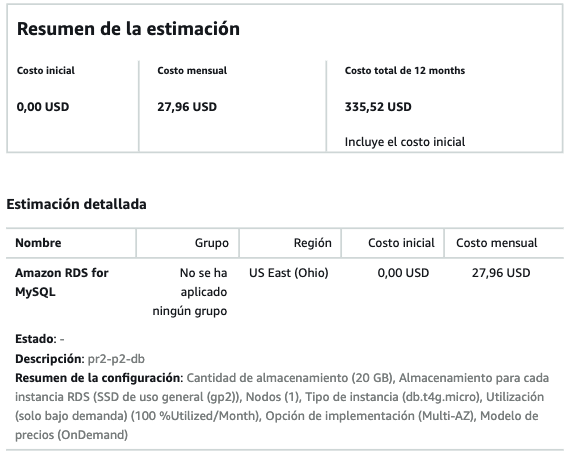 Resumen de la estimación
Costo inicial
Costo mensual
Costo total de 12 months
0,00 USD
27,96 USD
335,52 USD
Incluye el costo inicial
Estimación detallada
Nombre
Grupo
Región
Costo inicial
Costo mensual
Amazon RDS for
MySQL
No se ha
aplicado
ningún grupo
US East (Ohio)
0,00 USD
27,96 USD
Estado: -
Descripción: pr2-p2-db
Resumen de la configuración: Cantidad de almacenamiento (20 GB), Almacenamiento para cada
instancia RDS (SSD de uso general (gp2)), Nodos (1), Tipo de instancia (db.t4g.micro), Utilización
(solo bajo demanda) (100 %Utilized/Month), Opción de implementación (Multi-AZ), Modelo de
precios (OnDemand)